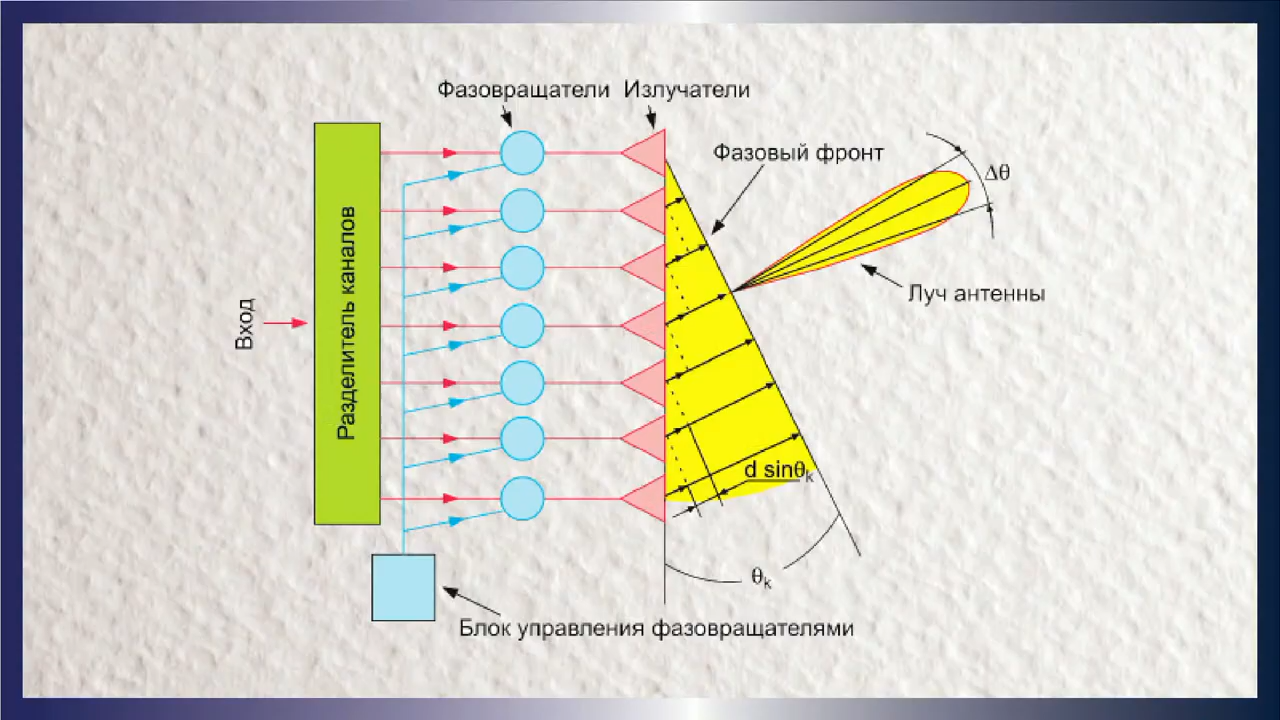 Фазовращатели
Излучатели
Фазовый фронт
Δθ
Луч антенны
Вход
Разделитель каналов
d sinθk
θk
Блок управления фазовращателями